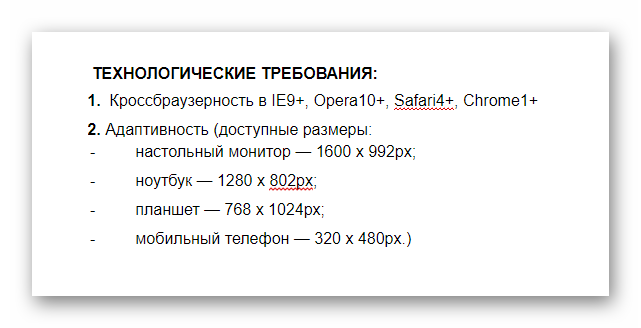 ТЕХНОЛОГИЧЕСКИЕ ТРЕБОВАНИЯ:
1. Кроссбраузерность в IE9+, Opera10+, Safari4+, Chrome1+
2. Адаптивность (доступные размеры:
- настольный монитор — 1600 х 992px;
- ноутбук — 1280 х 802px;
- планшет — 768 х 1024px;
- мобильный телефон — 320 х 480px.)